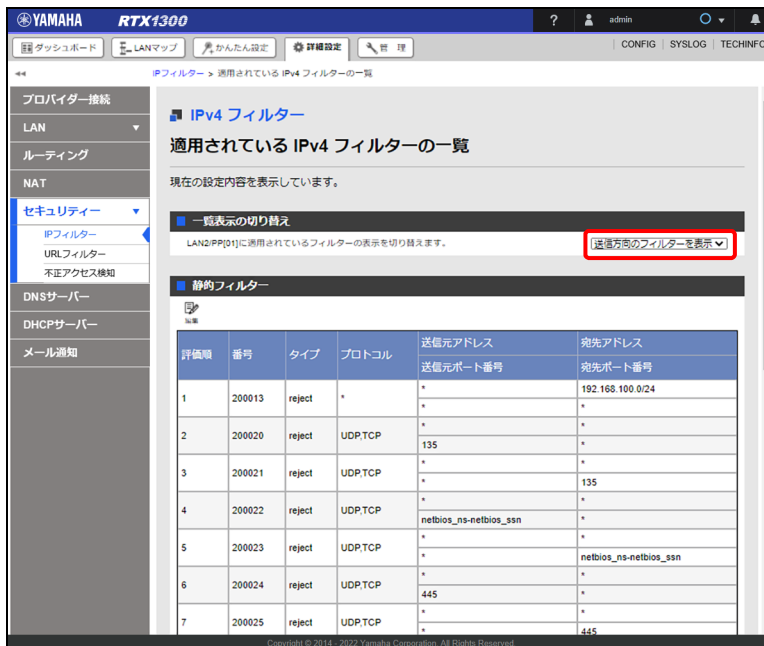 YAMAHA RTX1300 ? admin
ダッシュボード LANマップ かんたん設定 詳細設定 管 理 CONFIG SYSLOG TECHINFO
IPフィルター > 適用されている IPv4 フィルターの一覧
プロバイダー接続
LAN
ルーティング
NAT
セキュリティー
IPフィルター
URLフィルター
不正アクセス検知
DNSサーバー
DHCPサーバー
メール通知
IPv4 フィルター
適用されている IPv4 フィルターの一覧
現在の設定内容を表示しています。
一覧表示の切り替え
LAN2/PP[01]に適用されているフィルターの表示を切り替えます。 送信方向のフィルターを表示
静的フィルター
編集
評価順 番号 タイプ プロトコル 送信元アドレス 宛先アドレス
送信元ポート番号 宛先ポート番号
1 200013 reject * * 192.168.100.0/24
* *
2 200020 reject UDP,TCP * *
135 *
3 200021 reject UDP,TCP * *
* 135
4 200022 reject UDP,TCP * *
netbios_ns-netbios_ssn *
5 200023 reject UDP,TCP * *
* netbios_ns-netbios_ssn
6 200024 reject UDP,TCP * *
445 *
7 200025 reject UDP,TCP * *
* 445
Copyright © 2014 - 2022 Yamaha Corporation. All Rights Reserved.